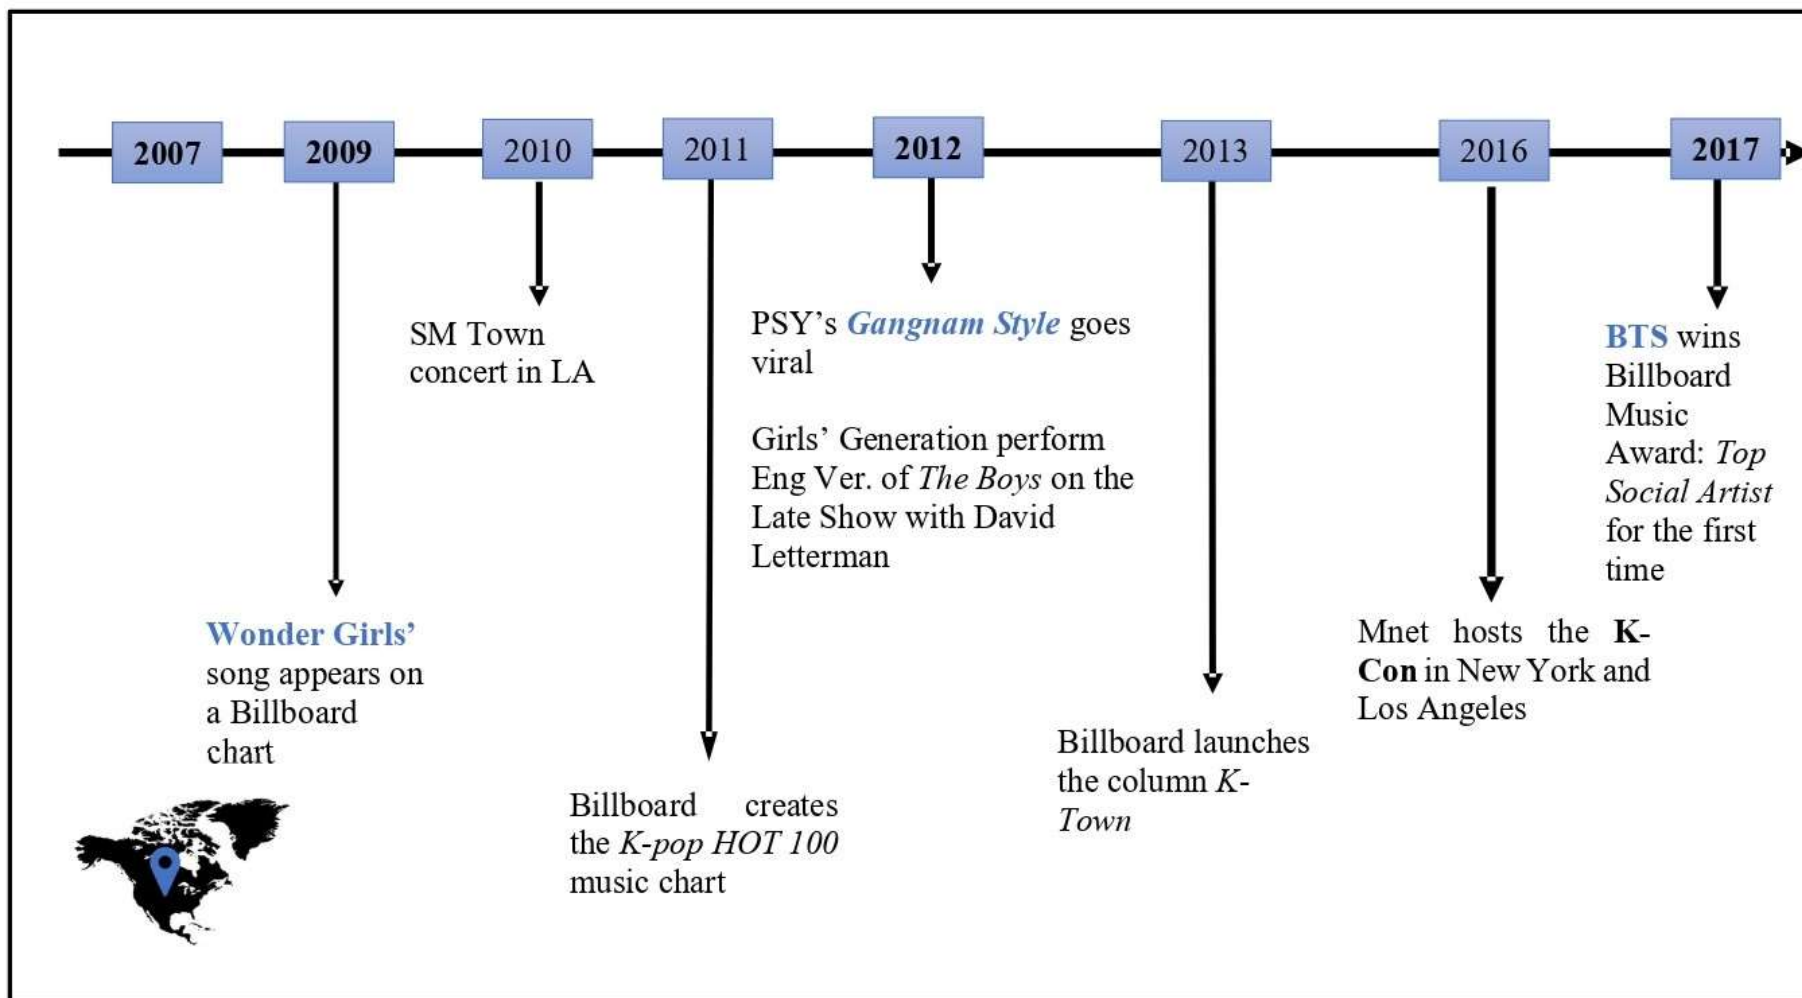 2007
2009
2010
2011
2012
2013
2016
2017
Wonder Girls’
song appears on
a Billboard
chart
SM Town
concert in LA
Billboard creates
the K-pop HOT 100
music chart
PSY’s Gangnam Style goes
viral
Girls’ Generation perform
Eng Ver. of The Boys on the
Late Show with David
Letterman
Billboard launches
the column K-
Town
Mnet hosts the K-
Con in New York and
Los Angeles
BTS wins
Billboard
Music
Award: Top
Social Artist
for the first
time